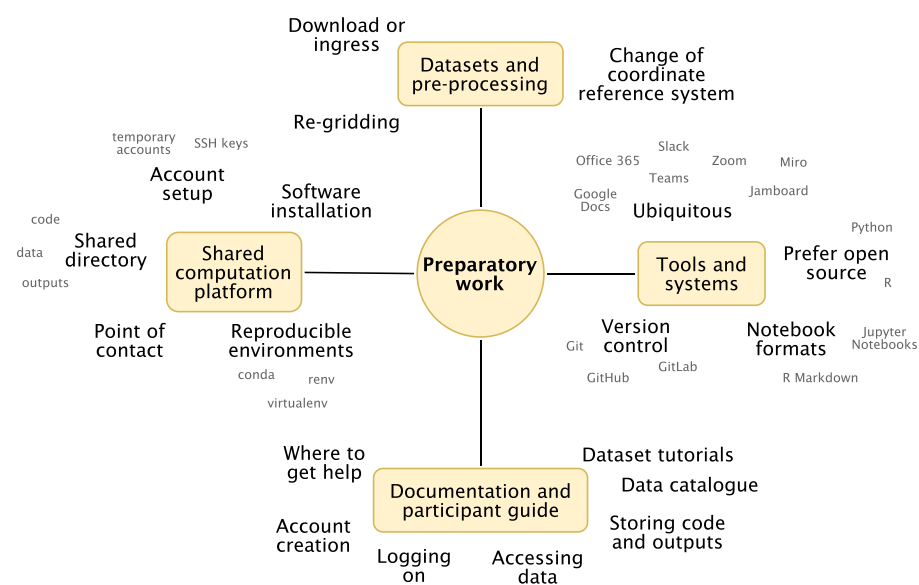 Download or
ingress
Datasets and
pre-processing
Change of
coordinate
reference system
Re-gridding
temporary
accounts
SSH keys
Account
setup
Software
installation
code
data
outputs
Shared
directory
Shared
computation
platform
Point of
contact
Reproducible
environments
conda
renv
virtualenv
Preparatory
work
Slack
Office 365
Zoom
Miro
Teams
Jamboard
Google
Docs
Ubiquitous
Python
Prefer open
source
R
Tools and
systems
Version
control
Git
GitHub
GitLab
Notebook
formats
Jupyter
Notebooks
R Markdown
Where to
get help
Dataset tutorials
Data catalogue
Documentation and
participant guide
Storing code
and outputs
Account
creation
Logging
on
Accessing
data